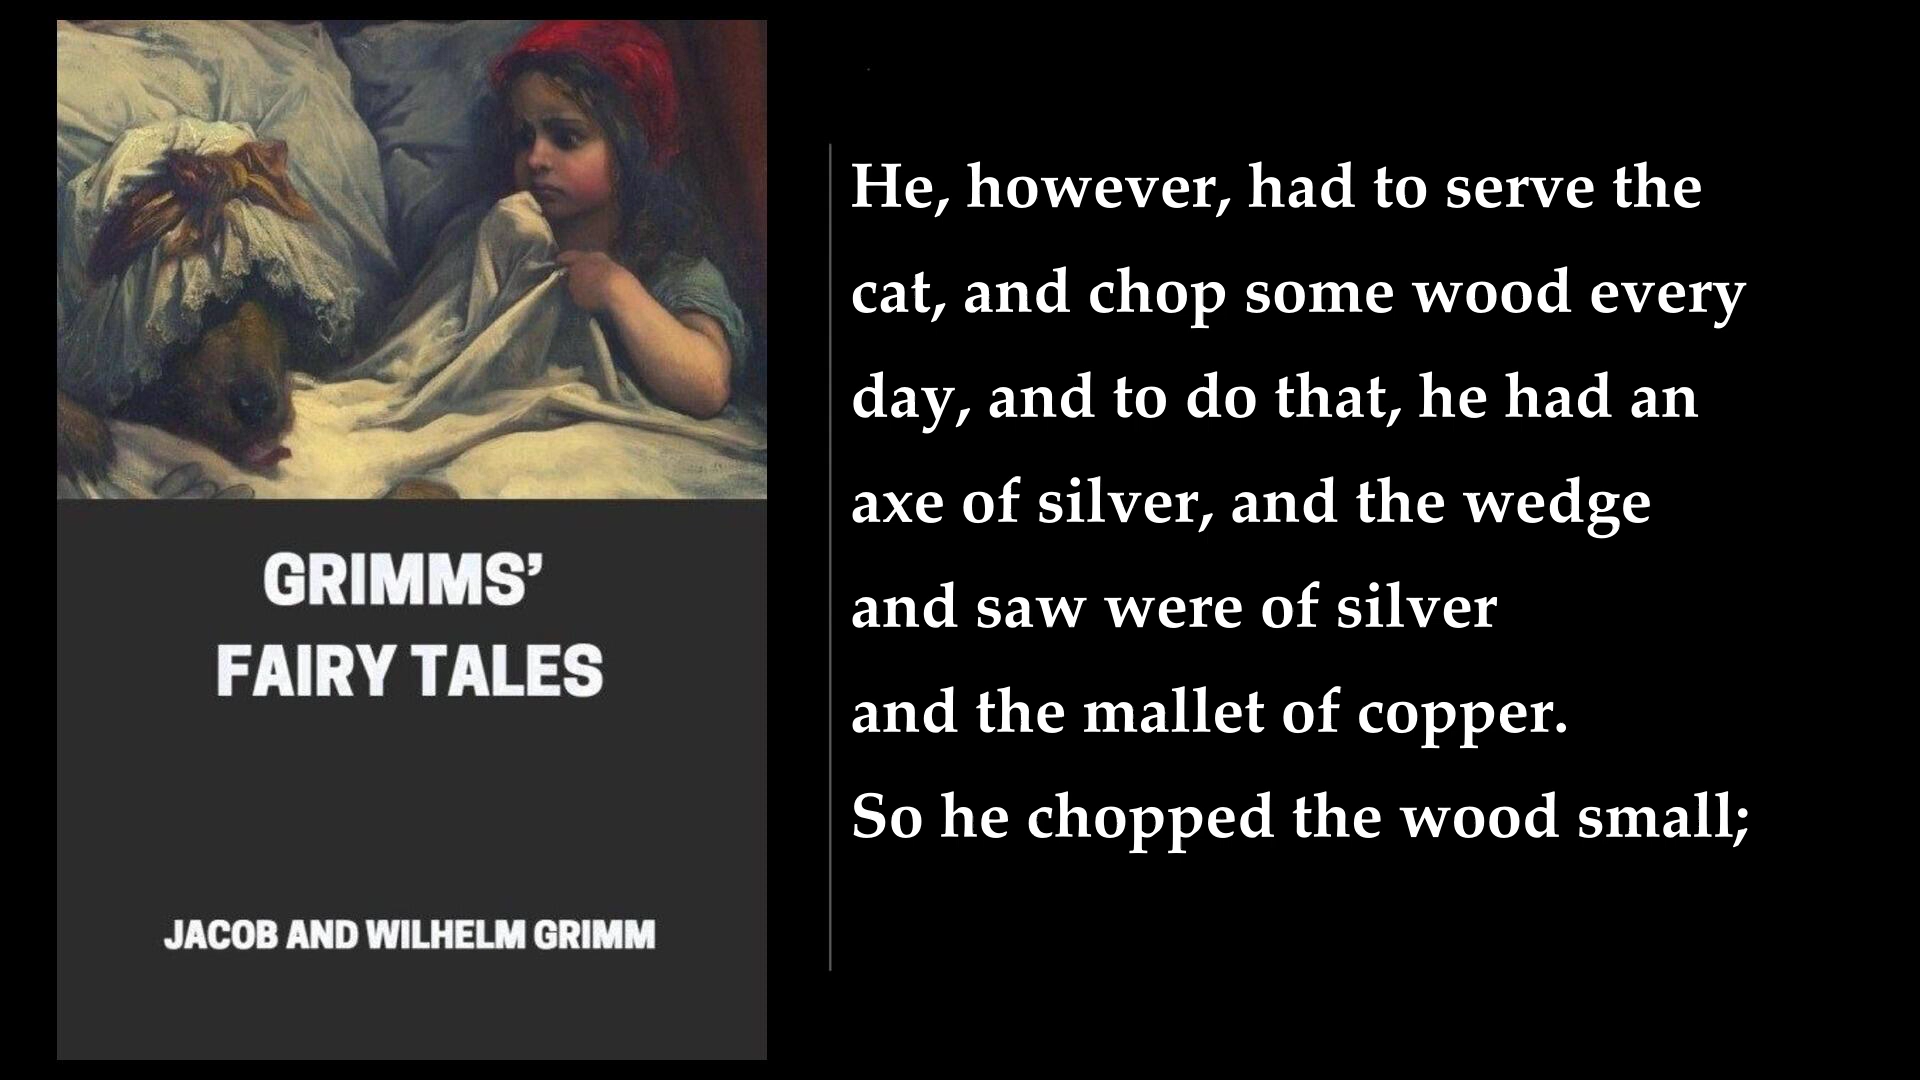 GRIMMS’
FAIRY TALES
JACOB AND WILHELM GRIMM
He, however, had to serve the
cat, and chop some wood every
day, and to do that, he had an
axe of silver, and the wedge
and saw were of silver
and the mallet of copper.
So he chopped the wood small;